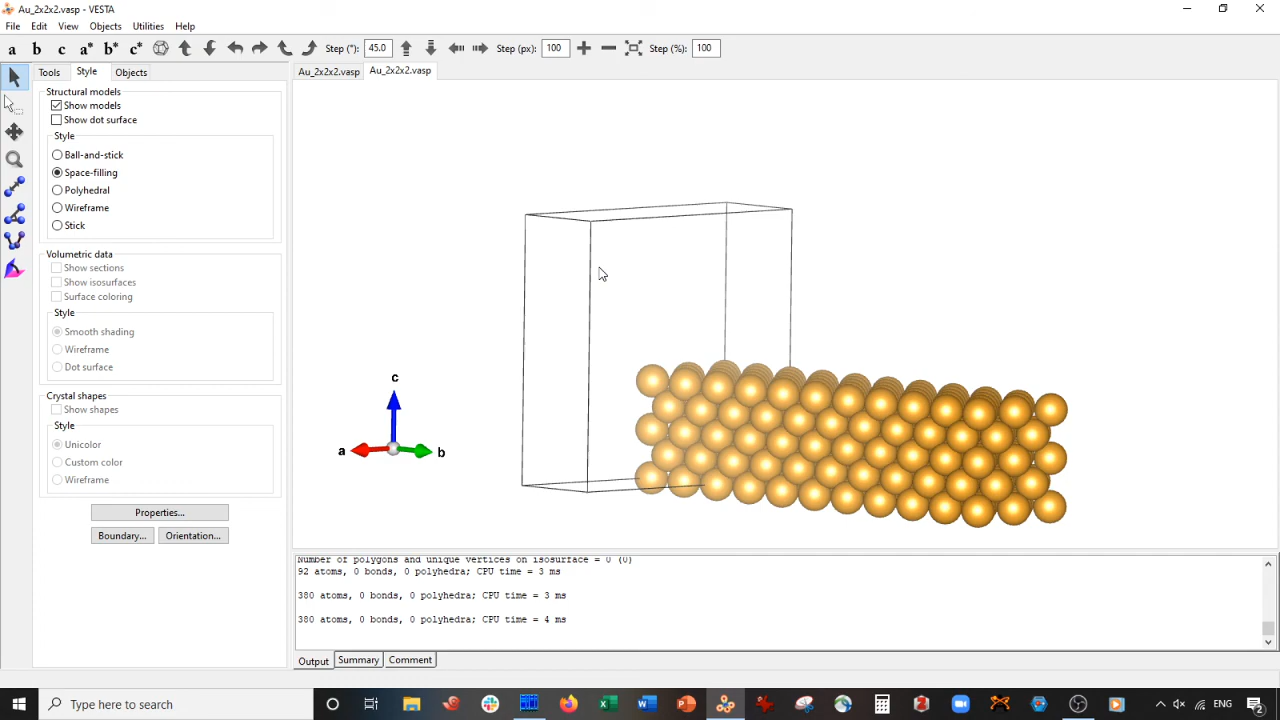 Au_2x2x2.vasp - VESTA
File Edit View Objects Utilities Help
a b c a* b* c* Step (°): 45.0 Step (px): 100 Step (%): 100
Tools Style Objects
Au_2x2x2.vasp Au_2x2x2.vasp
Structural models
Show models
Show dot surface
Style
Ball-and-stick
Space-filling
Polyhedral
Wireframe
Stick
Volumetric data
Show sections
Show isosurfaces
Surface coloring
Style
Smooth shading
Wireframe
Dot surface
Crystal shapes
Show shapes
Style
Unicolor
Custom color
Wireframe
Properties...
Boundary... Orientation...
c
a b
Number of polygons and unique vertices on isosurface = 0 (0)
92 atoms, 0 bonds, 0 polyhedra; CPU time = 3 ms
380 atoms, 0 bonds, 0 polyhedra; CPU time = 3 ms
380 atoms, 0 bonds, 0 polyhedra; CPU time = 4 ms
Output Summary Comment
Type here to search
ENG
2